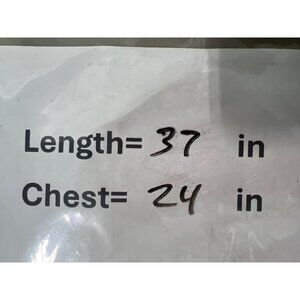 Length= 37 in
Chest= 24 in